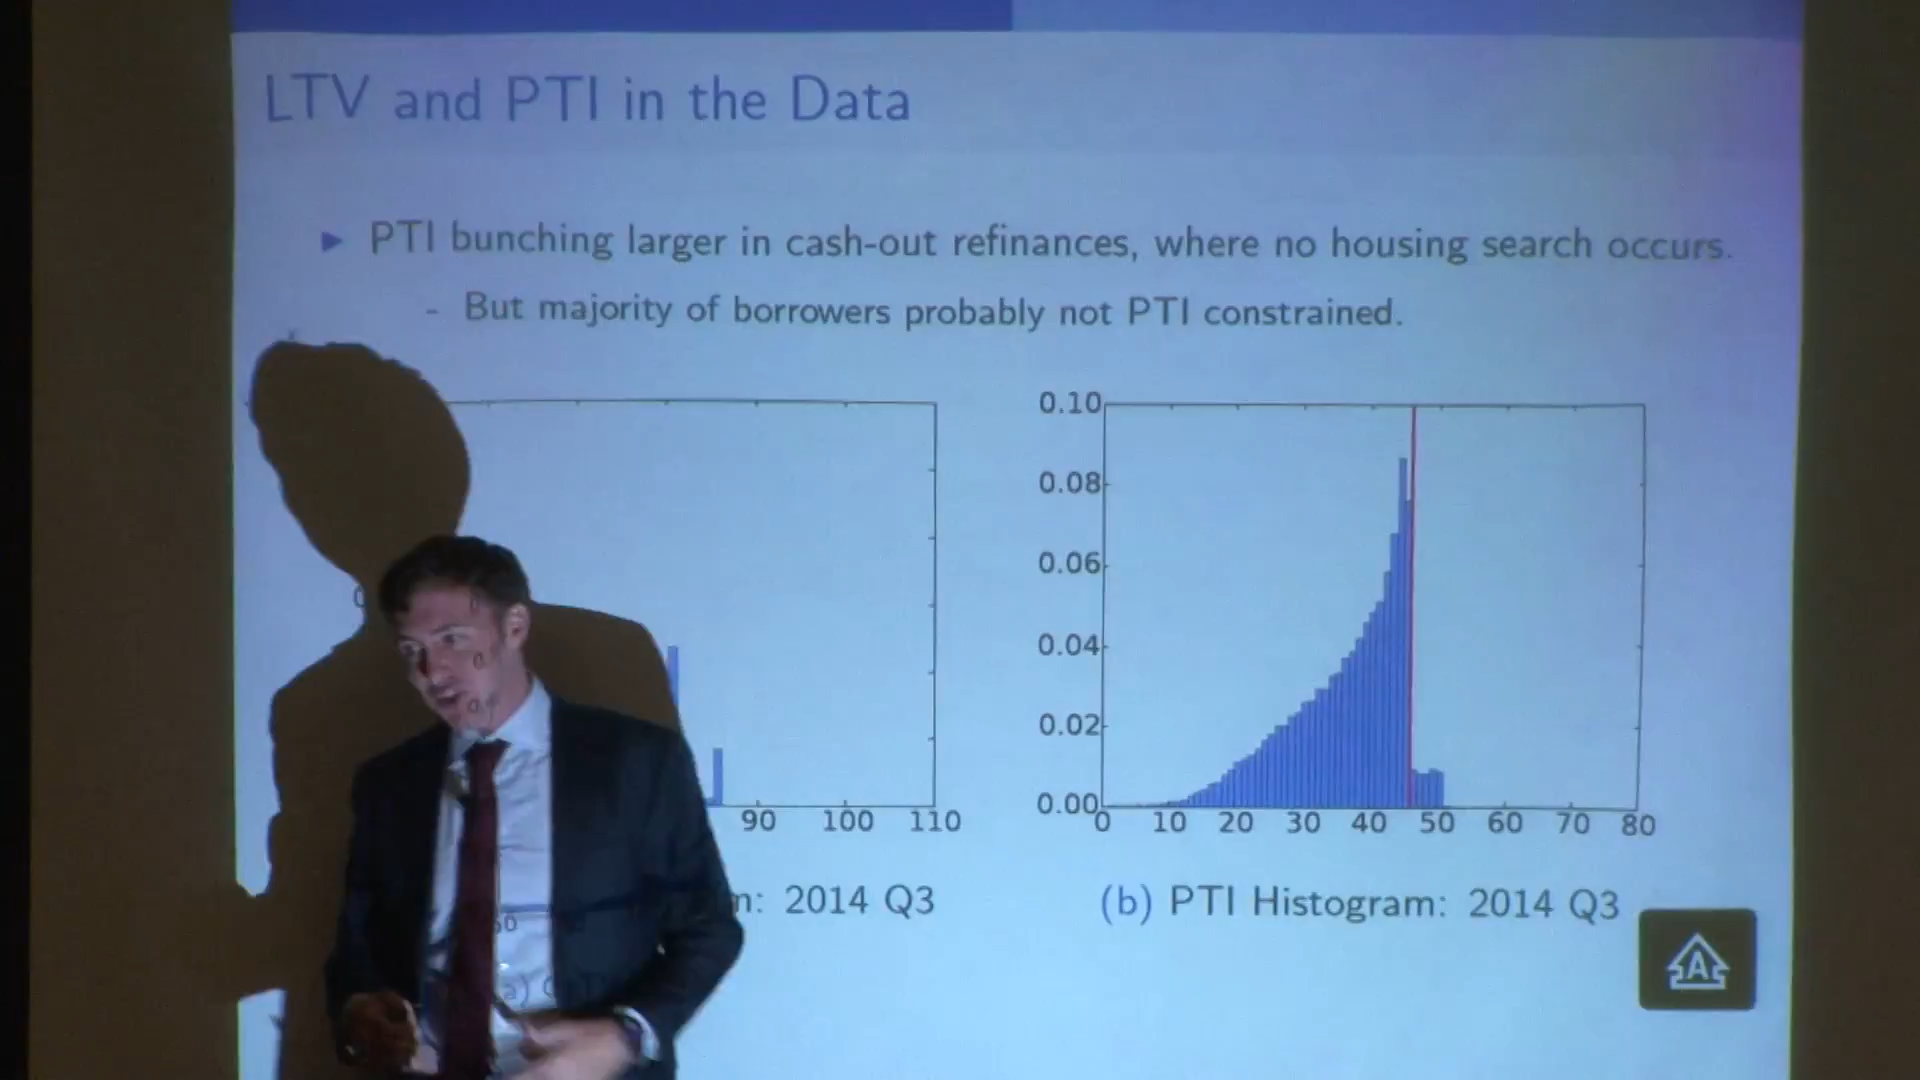 LTV and PTI in the Data
► PTI bunching larger in cash-out refinances, where no housing search occurs.
- But majority of borrowers probably not PTI constrained.
90 100 110
2014 Q3
0.10
0.08
0.06
0.04
0.02
0.00
0 10 20 30 40 50 60 70 80
(b) PTI Histogram: 2014 Q3
A